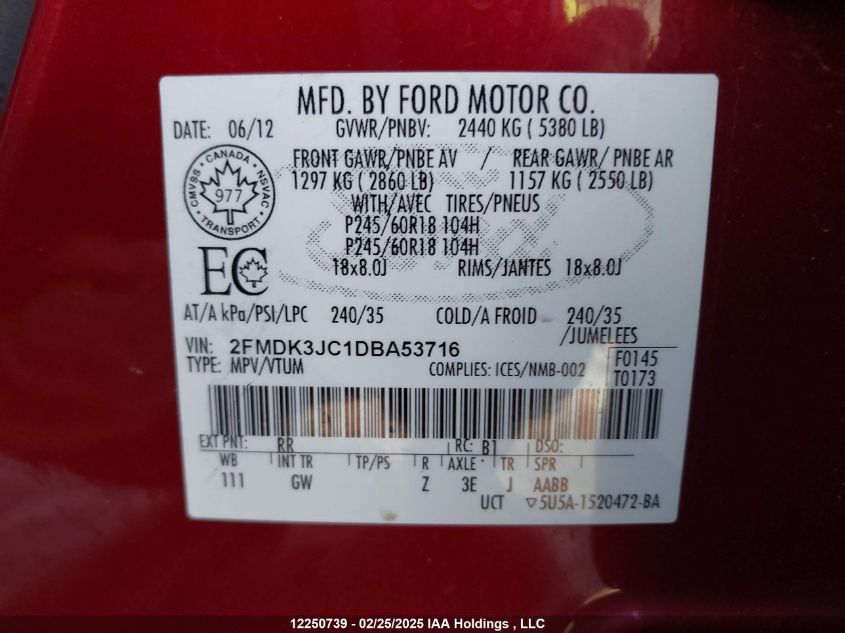 MFD. BY FORD MOTOR CO.
DATE: 06/12 GVWR/PNBV: 2440 KG ( 5380 LB)
FRONT GAWR/PNBE AV / REAR GAWR/ PNBE AR
1297 KG ( 2860 LB) 1157 KG ( 2550 LB)
WITH/AVEC TIRES/PNEUS
P245/60R18 104H
P245/60R18 104H
18x8.0J RIMS/JANTES 18x8.0J
CANADA
CMVSS NSVAC
977
TRANSPORT
EC
AT/A kPa/PSI/LPC 240/35 COLD/A FROID 240/35
/JUMELEES
VIN: 2FMDK3JC1DBA53716
TYPE: MPV/VTUM COMPLIES: ICES/NMB-002
F0145
T0173
EXT PNT: RR RC: B1 DSO:
WB INT TR TP/PS R AXLE TR SPR
111 GW Z 3E J AABB
UCT ▽5U5A-1520472-BA
12250739 - 02/25/2025 IAA Holdings , LLC